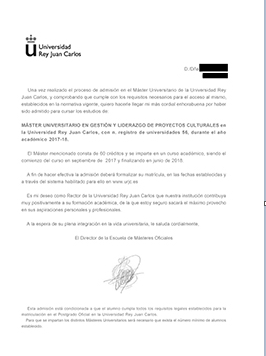 Universidad
Rey Juan Carlos
Una vez realizado el proceso de admisión en el Máster Universitario de la Universidad Rey
Juan Carlos, y comprobando que cumple con los requisitos necesarios para el acceso al mismo,
establecidos en la normativa vigente, quiero hacerle llegar mi más cordial enhorabuena por haber
sido admitido para cursar los estudios de:
MÁSTER UNIVERSITARIO EN GESTIÓN Y LIDERAZGO DE PROYECTOS CULTURALES en
la Universidad Rey Juan Carlos, con n. registro de universidades 56, durante el año
académico 2017-18.
El Máster mencionado consta de 60 créditos y se imparte en un curso académico, siendo el
comienzo del curso en septiembre de 2017 y finalizando en junio de 2018.
A fin de hacer efectiva la admisión deberá formalizar su matrícula, en las fechas establecidas y
a través del sistema habilitado para ello en www.urjc.es
Es mi deseo como Rector de la Universidad Rey Juan Carlos que nuestra institución contribuya
muy positivamente a su formación académica, de la que estoy seguro sacará el máximo provecho
en sus aspiraciones personales y profesionales.
A la espera de su plena integración en la vida universitaria, le saluda cordialmente,
El Director de la Escuela de Másteres Oficiales
Esta admisión está condicionada a que el alumno cumpla todos los requisitos legales establecidos para la
matriculación en el Postgrado Oficial en la Universidad Rey Juan Carlos.
Para que se impartan los distintos Másteres Universitarios será necesario que exista el número mínimo de alumnos
establecido.